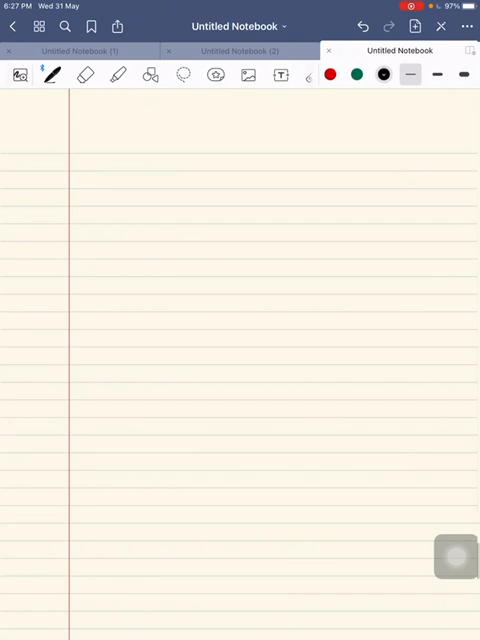 6:27 PM Wed 31 May 97%
Untitled Notebook
Untitled Notebook (1) Untitled Notebook (2) Untitled Notebook
T